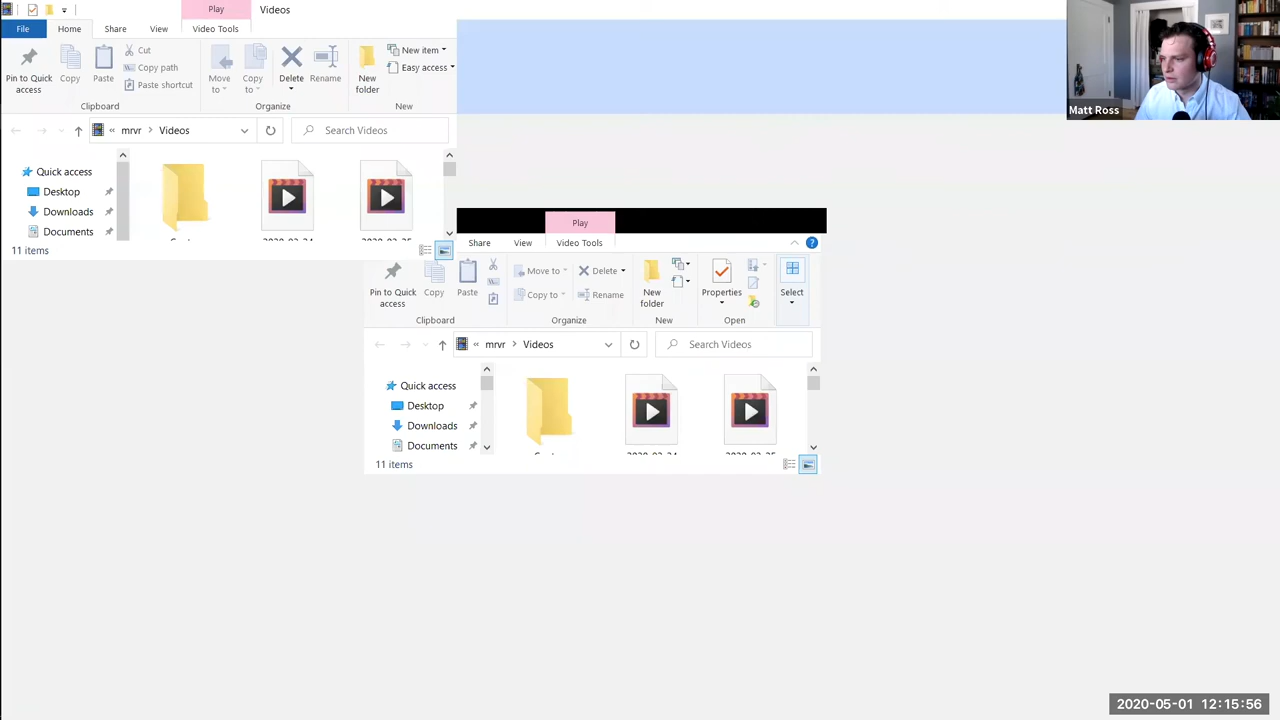 Play
Videos
File
Home
Share
View
Video Tools
Pin to Quick access
Copy
Paste
Cut
Copy path
Paste shortcut
Move to
Copy to
Delete
Rename
New folder
New item
Easy access
Clipboard
Organize
New
« mrvr > Videos
Search Videos
Quick access
Desktop
Downloads
Documents
11 items
Matt Ross
Play
Share
View
Video Tools
Pin to Quick access
Copy
Paste
Move to
Copy to
Delete
Rename
New folder
Properties
Select
Clipboard
Organize
New
Open
« mrvr > Videos
Search Videos
Quick access
Desktop
Downloads
Documents
11 items
2020-05-01 12:15:56